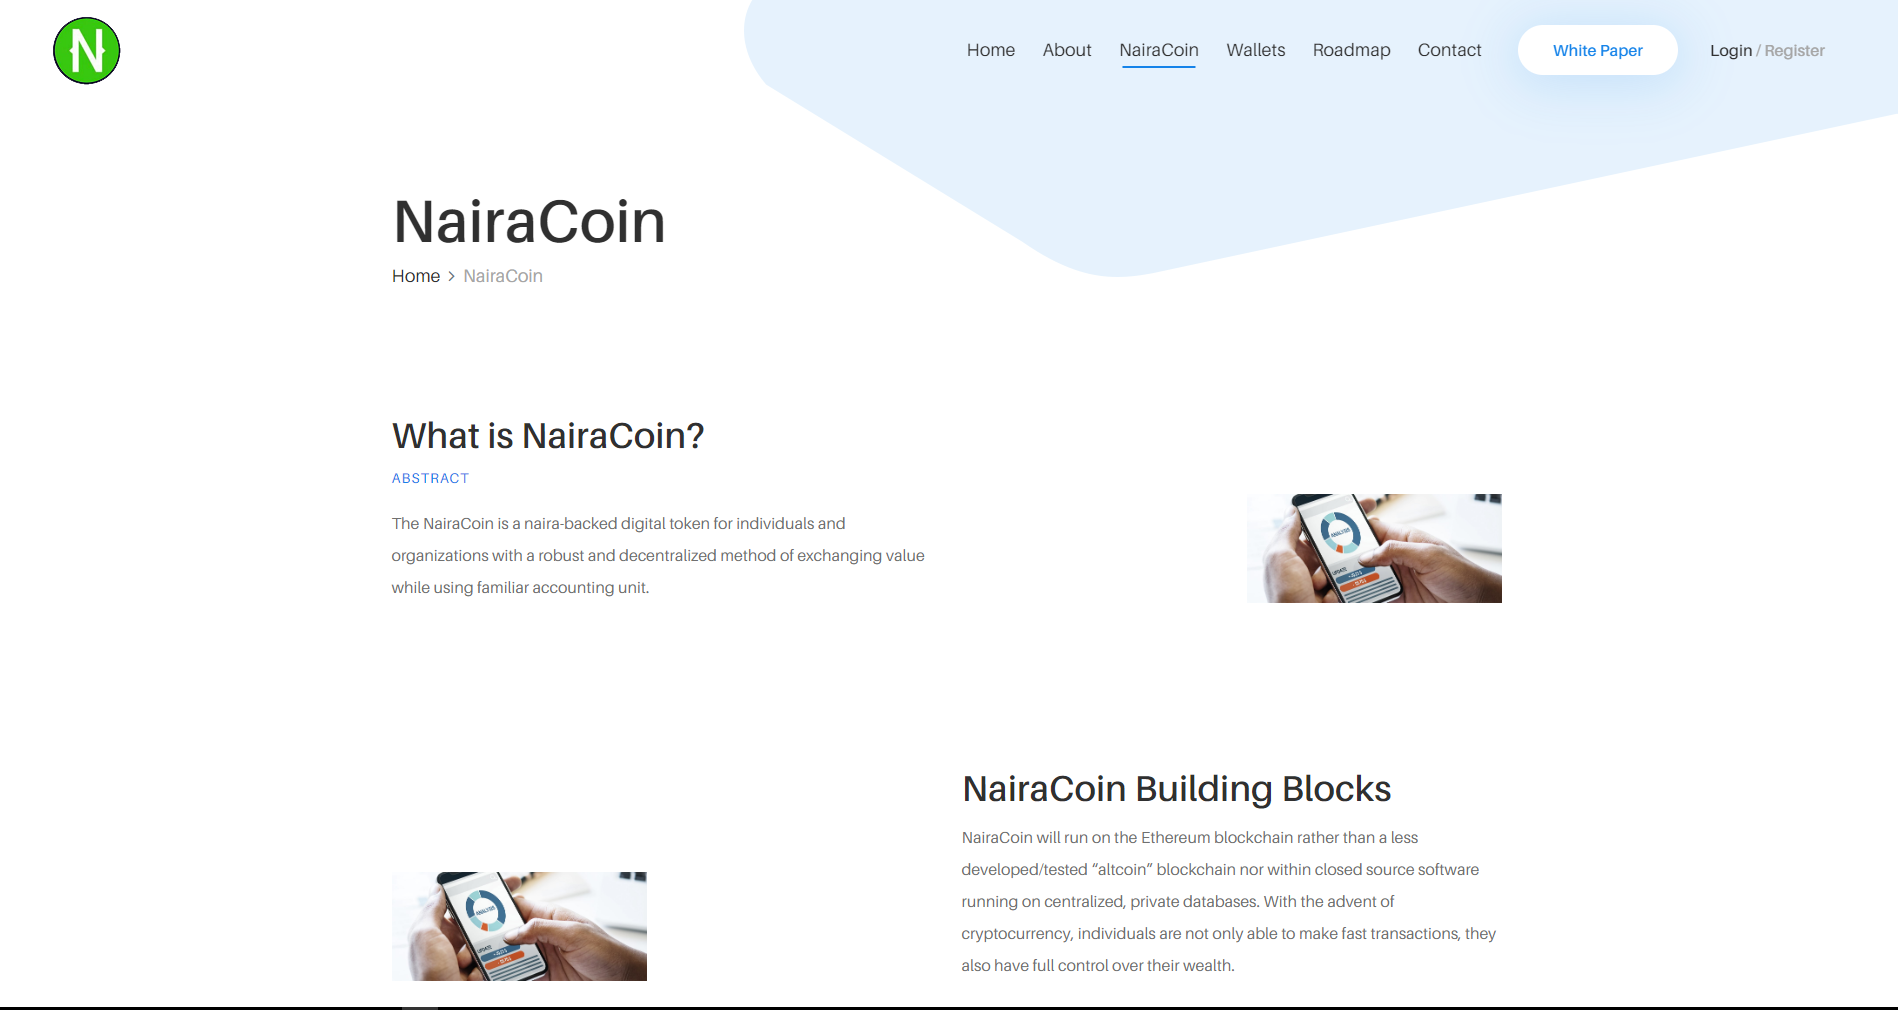 N
Home About NairaCoin Wallets Roadmap Contact White Paper Login / Register
NairaCoin
Home > NairaCoin
What is NairaCoin?
ABSTRACT
The NairaCoin is a naira-backed digital token for individuals and
organizations with a robust and decentralized method of exchanging value
while using familiar accounting unit.
ANALYSIS
UPDATE
NairaCoin Building Blocks
NairaCoin will run on the Ethereum blockchain rather than a less
developed/tested “altcoin” blockchain nor within closed source software
running on centralized, private databases. With the advent of
cryptocurrency, individuals are not only able to make fast transactions, they
also have full control over their wealth.
ANALYSIS
UPDATE